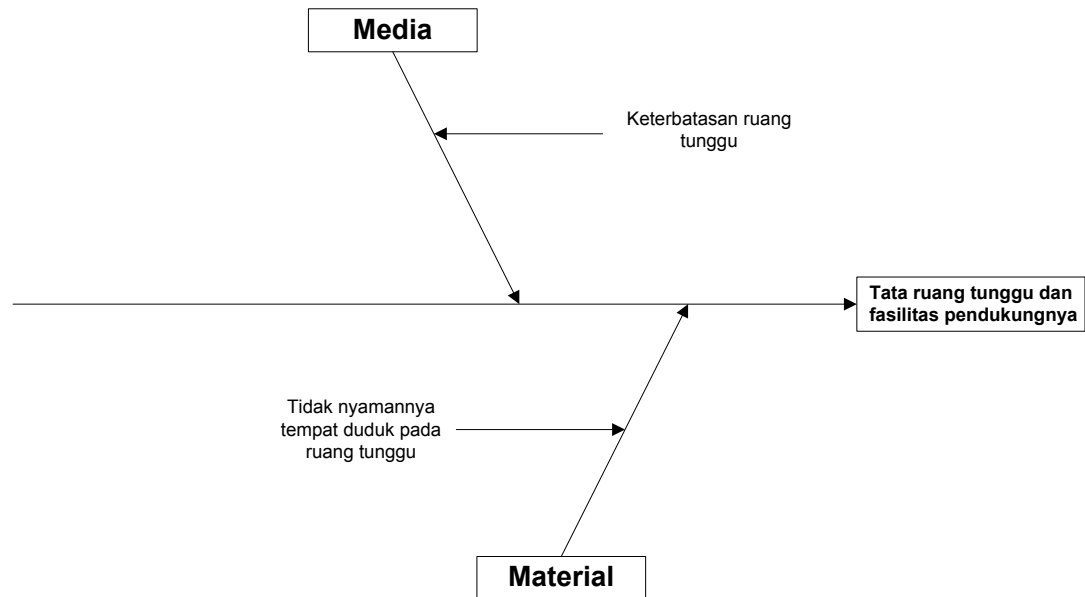 Media
Keterbatasan ruang
tunggu
Tata ruang tunggu dan
fasilitas pendukungnya
Tidak nyamannya
tempat duduk pada
ruang tunggu
Material